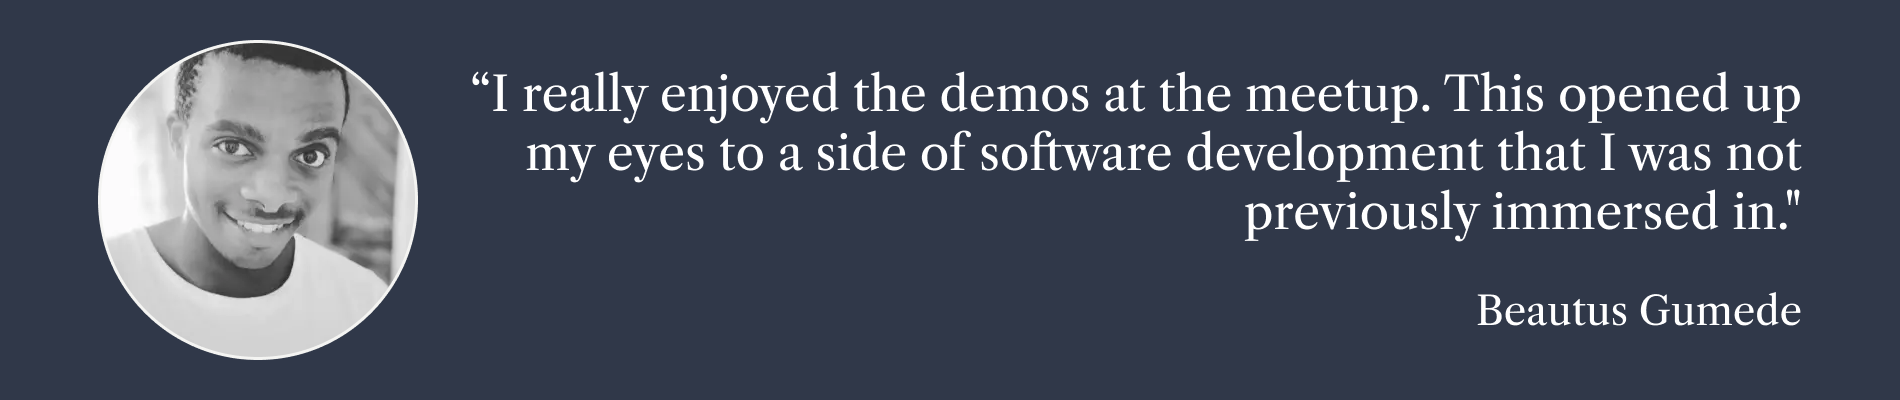 “I really enjoyed the demos at the meetup. This opened up
my eyes to a side of software development that I was not
previously immersed in."
Beautus Gumede